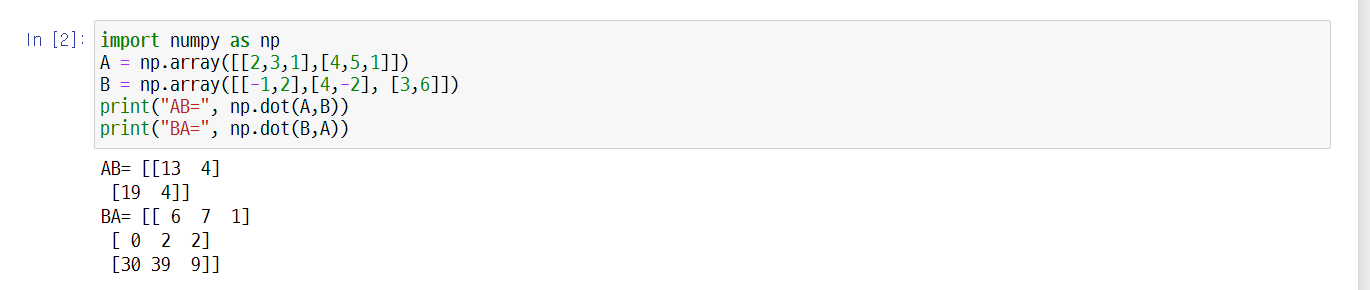 In [2]: import numpy as np
A = np.array([[2,3,1],[4,5,1]])
B = np.array([[-1,2],[4,-2], [3,6]])
print("AB=", np.dot(A,B))
print("BA=", np.dot(B,A))
AB= [[13  4]
 [19  4]]
BA= [[ 6  7  1]
 [ 0  2  2]
 [30 39  9]]